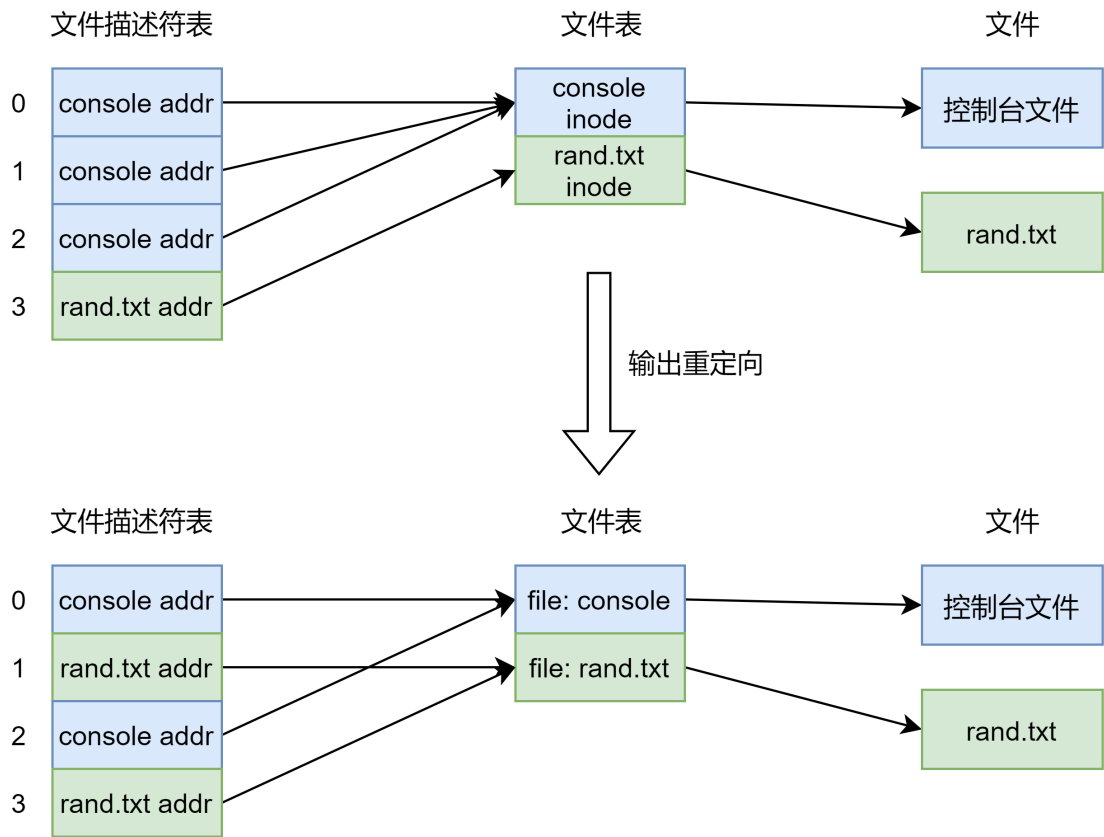 文件描述符表
文件表
文件
0
console addr
console
inode
控制台文件
1
console addr
rand.txt
inode
2
console addr
rand.txt
3
rand.txt addr
输出重定向
文件描述符表
文件表
文件
0
console addr
file: console
控制台文件
1
rand.txt addr
file: rand.txt
2
console addr
rand.txt
3
rand.txt addr